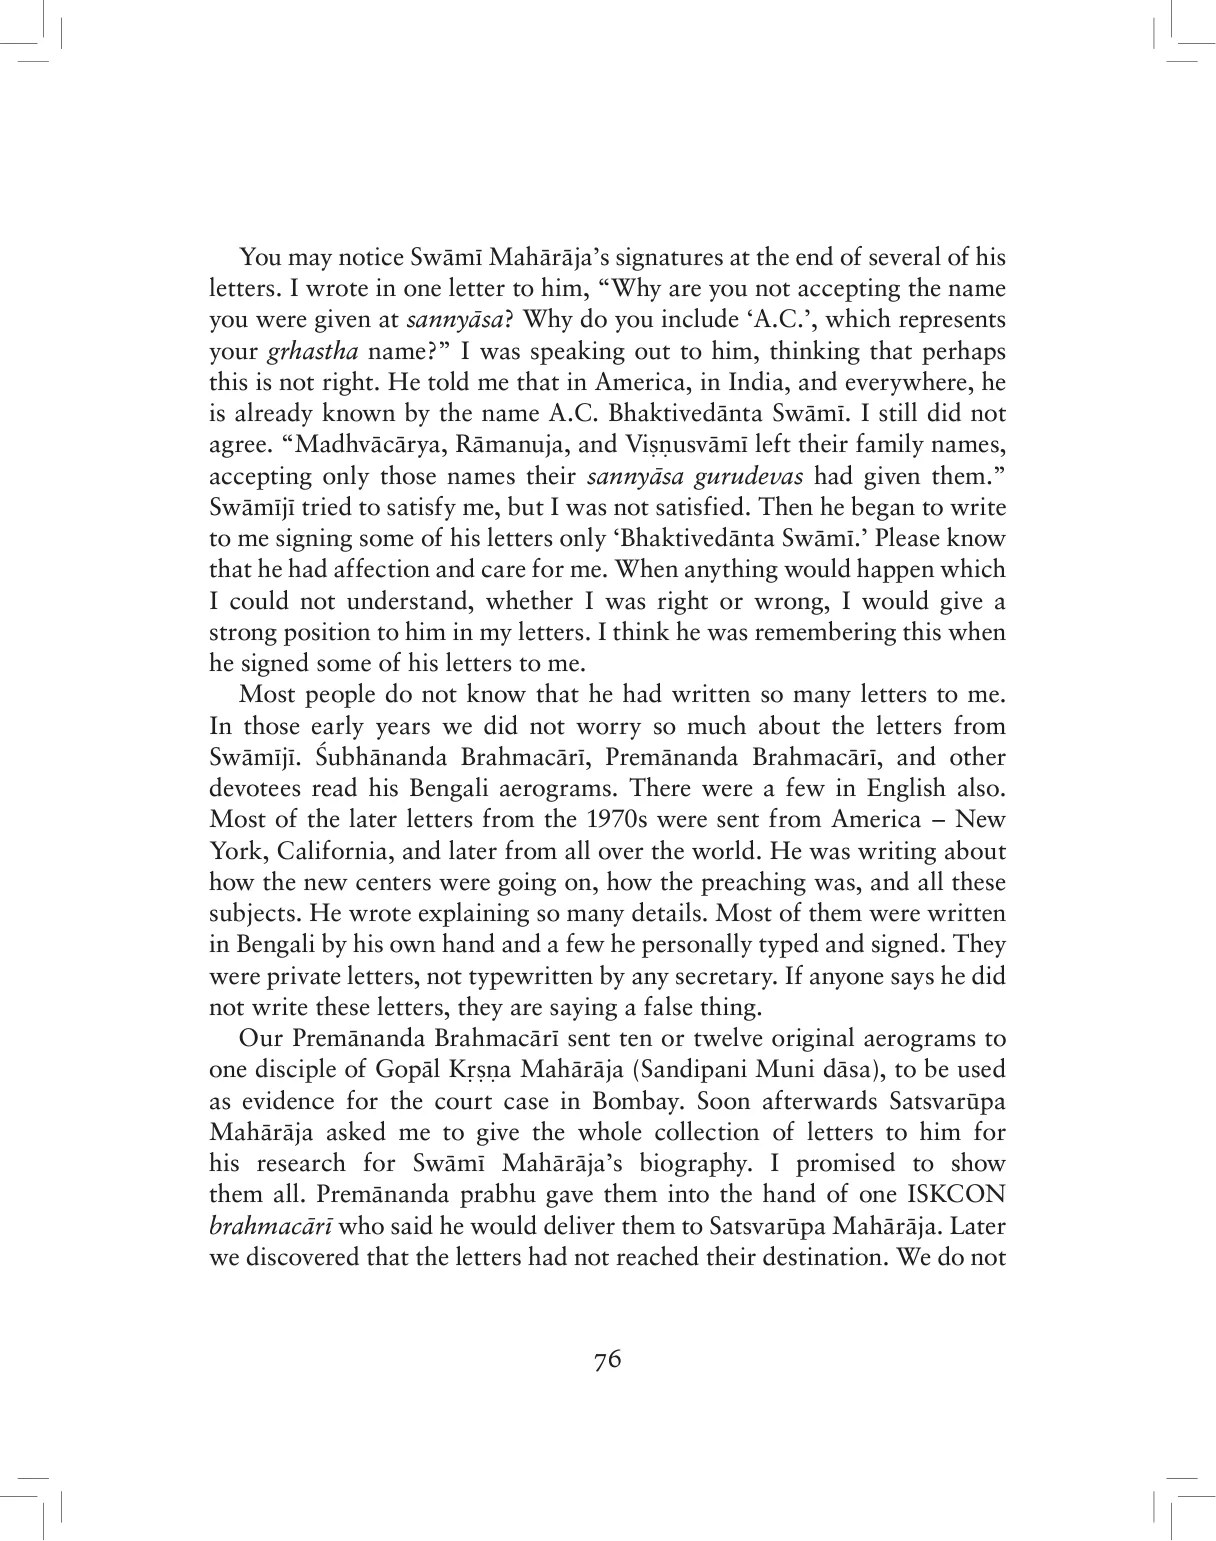 You may notice Swāmī Mahārāja’s signatures at the end of several of his
letters. I wrote in one letter to him, “Why are you not accepting the name
you were given at sannyāsa? Why do you include ‘A.C.’, which represents
your grhastha name?” I was speaking out to him, thinking that perhaps
this is not right. He told me that in America, in India, and everywhere, he
is already known by the name A.C. Bhaktivedānta Swāmī. I still did not
agree. “Madhvācārya, Rāmanuja, and Viṣṇusvāmī left their family names,
accepting only those names their sannyāsa gurudevas had given them.”
Swāmījī tried to satisfy me, but I was not satisfied. Then he began to write
to me signing some of his letters only ‘Bhaktivedānta Swāmī.’ Please know
that he had affection and care for me. When anything would happen which
I could not understand, whether I was right or wrong, I would give a
strong position to him in my letters. I think he was remembering this when
he signed some of his letters to me.
Most people do not know that he had written so many letters to me.
In those early years we did not worry so much about the letters from
Swāmījī. Śubhānanda Brahmacārī, Premānanda Brahmacārī, and other
devotees read his Bengali aerograms. There were a few in English also.
Most of the later letters from the 1970s were sent from America – New
York, California, and later from all over the world. He was writing about
how the new centers were going on, how the preaching was, and all these
subjects. He wrote explaining so many details. Most of them were written
in Bengali by his own hand and a few he personally typed and signed. They
were private letters, not typewritten by any secretary. If anyone says he did
not write these letters, they are saying a false thing.
Our Premānanda Brahmacārī sent ten or twelve original aerograms to
one disciple of Gopāl Kṛṣṇa Mahārāja (Sandipani Muni dāsa), to be used
as evidence for the court case in Bombay. Soon afterwards Satsvarūpa
Mahārāja asked me to give the whole collection of letters to him for
his research for Swāmī Mahārāja’s biography. I promised to show
them all. Premānanda prabhu gave them into the hand of one ISKCON
brahmacārī who said he would deliver them to Satsvarūpa Mahārāja. Later
we discovered that the letters had not reached their destination. We do not
76